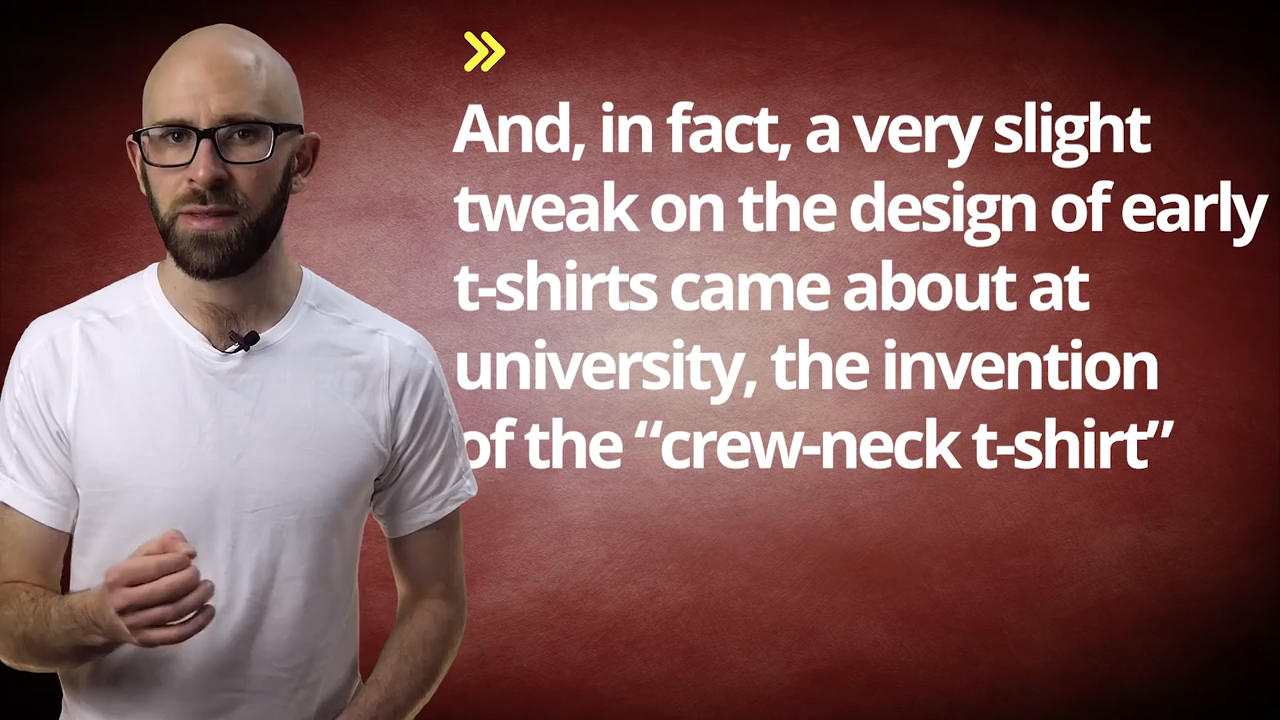 And, in fact, a very slight
tweak on the design of early
t-shirts came about at
university, the invention
of the “crew-neck t-shirt”